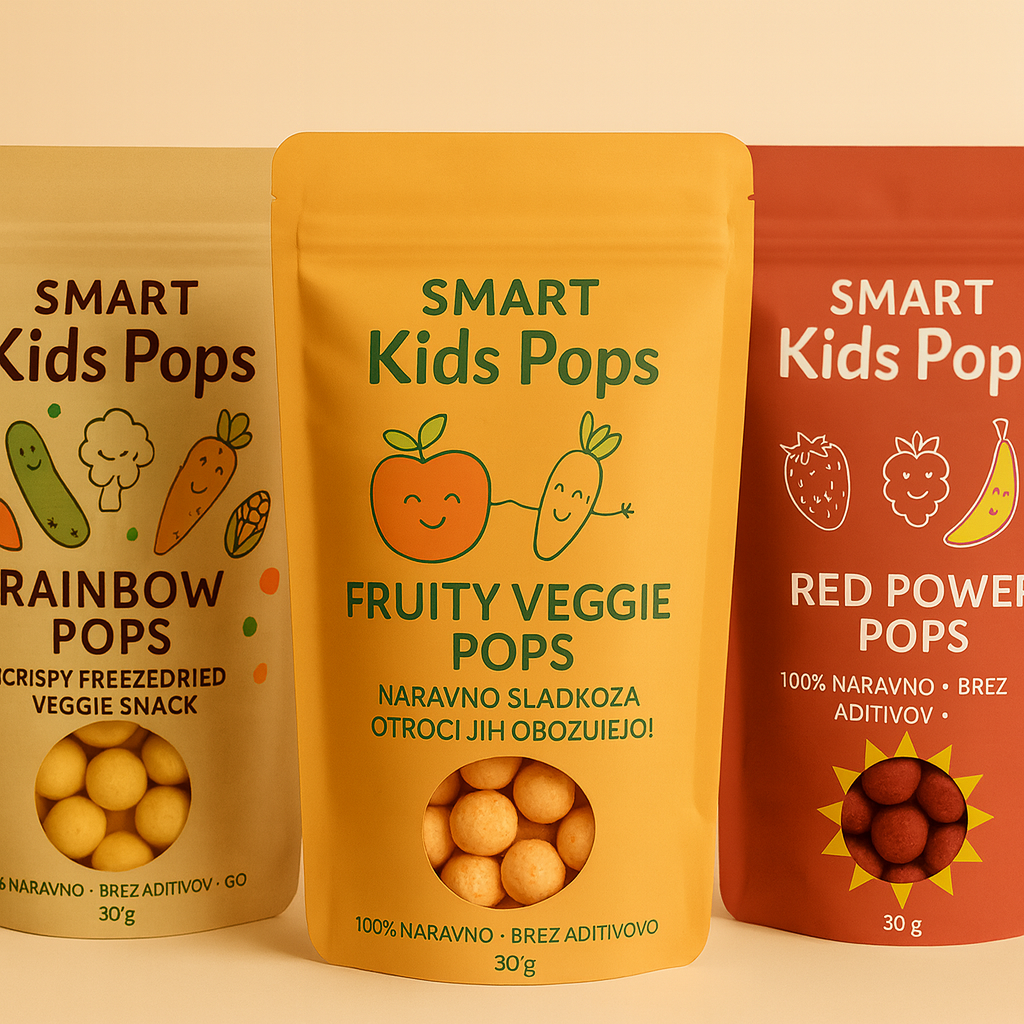 SMART
Kids Pops
RAINBOW
POPS
CRISPY FREEZEDRIED
VEGGIE SNACK
% NARAVNO · BREZ ADITIVOV · GO
30'g
SMART
Kids Pops
FRUITY VEGGIE
POPS
NARAVNO SLADKOZA
OTROCI JIH OBOZUIEJO!
100% NARAVNO · BREZ ADITIVOVO
30'g
SMART
Kids Pop
RED POWER
POPS
100% NARAVNO • BREZ
ADITIVOV •
30 g